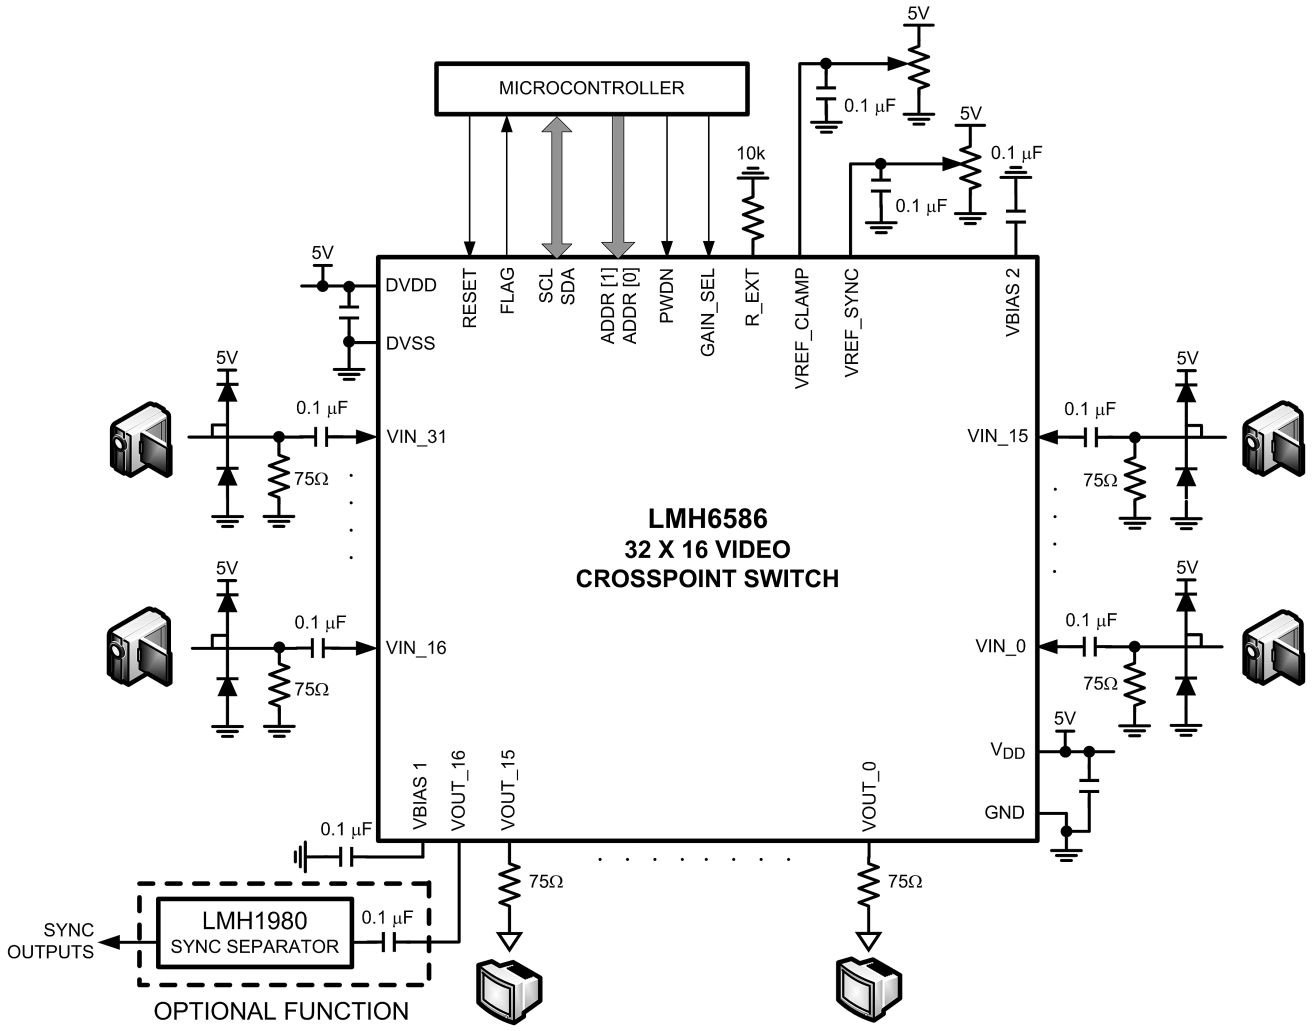 5V
MICROCONTROLLER
0.1 µF
5V
10k
0.1 µF
0.1 µF
5V
RESET
FLAG
SCL
SDA
ADDR [1]
ADDR [0]
PWDN
GAIN_SEL
R_EXT
VREF_CLAMP
VREF_SYNC
VBIAS 2
DVDD
DVSS
5V
5V
0.1 µF
0.1 µF
VIN_31
VIN_15
75Ω
75Ω
LMH6586
32 X 16 VIDEO
CROSSPOINT SWITCH
5V
5V
0.1 µF
0.1 µF
VIN_16
VIN_0
75Ω
75Ω
5V
VDD
GND
VBIAS 1
VOUT_16
VOUT_15
VOUT_0
0.1 µF
75Ω
75Ω
LMH1980
SYNC SEPARATOR
0.1 µF
SYNC
OUTPUTS
OPTIONAL FUNCTION